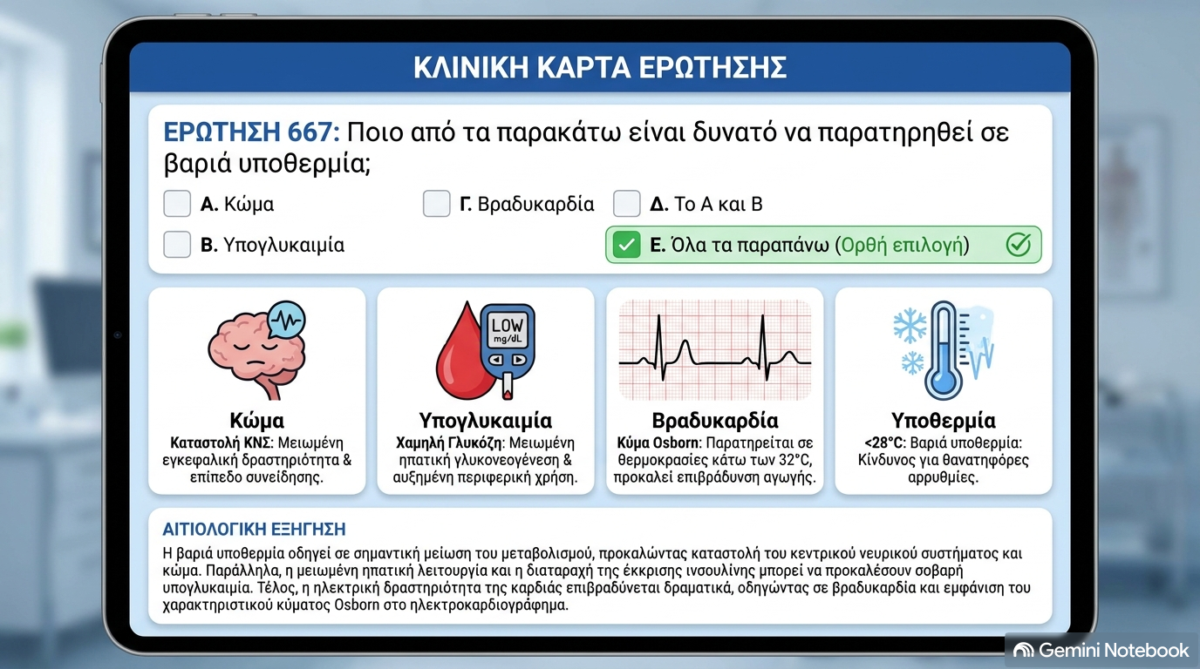 ΚΛΙΝΙΚΗ ΚΑΡΤΑ ΕΡΩΤΗΣΗΣ
ΕΡΩΤΗΣΗ 667: Ποιο από τα παρακάτω είναι δυνατό να παρατηρηθεί σε
βαριά υποθερμία;
Α. Κώμα
Γ. Βραδυκαρδία
Δ. Το Α και Β
Β. Υπογλυκαιμία
Ε. Όλα τα παραπάνω (Ορθή επιλογή)
Κώμα
Καταστολή ΚΝΣ: Μειωμένη
εγκεφαλική δραστηριότητα &
επίπεδο συνείδησης.
LOW
mg/dL
Υπογλυκαιμία
Χαμηλή Γλυκόζη: Μειωμένη
ηπατική γλυκονεογένεση &
αυξημένη περιφερική χρήση.
Βραδυκαρδία
Κύμα Osborn: Παρατηρείται σε
θερμοκρασίες κάτω των 32°C,
προκαλεί επιβράδυνση αγωγής.
Υποθερμία
<28°C: Βαριά υποθερμία:
Κίνδυνος για θανατηφόρες
αρρυθμίες.
ΑΙΤΙΟΛΟΓΙΚΗ ΕΞΗΓΗΣΗ
Η βαριά υποθερμία οδηγεί σε σημαντική μείωση του μεταβολισμού, προκαλώντας καταστολή του κεντρικού νευρικού συστήματος και
κώμα. Παράλληλα, η μειωμένη ηπατική λειτουργία και η διαταραχή της έκκρισης ινσουλίνης μπορεί να προκαλέσουν σοβαρή
υπογλυκαιμία. Τέλος, η ηλεκτρική δραστηριότητα της καρδιάς επιβραδύνεται δραματικά, οδηγώντας σε βραδυκαρδία και εμφάνιση του
χαρακτηριστικού κύματος Osborn στο ηλεκτροκαρδιογράφημα.
Gemini Notebook